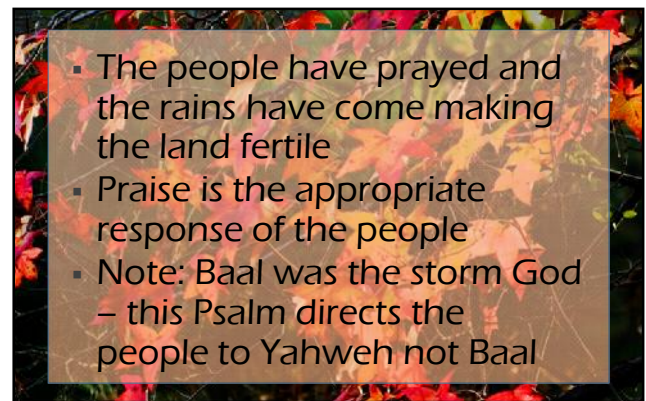 ▪ The people have prayed and
the rains have come making
the land fertile
▪ Praise is the appropriate
response of the people
▪ Note: Baal was the storm God
– this Psalm directs the
people to Yahweh not Baal